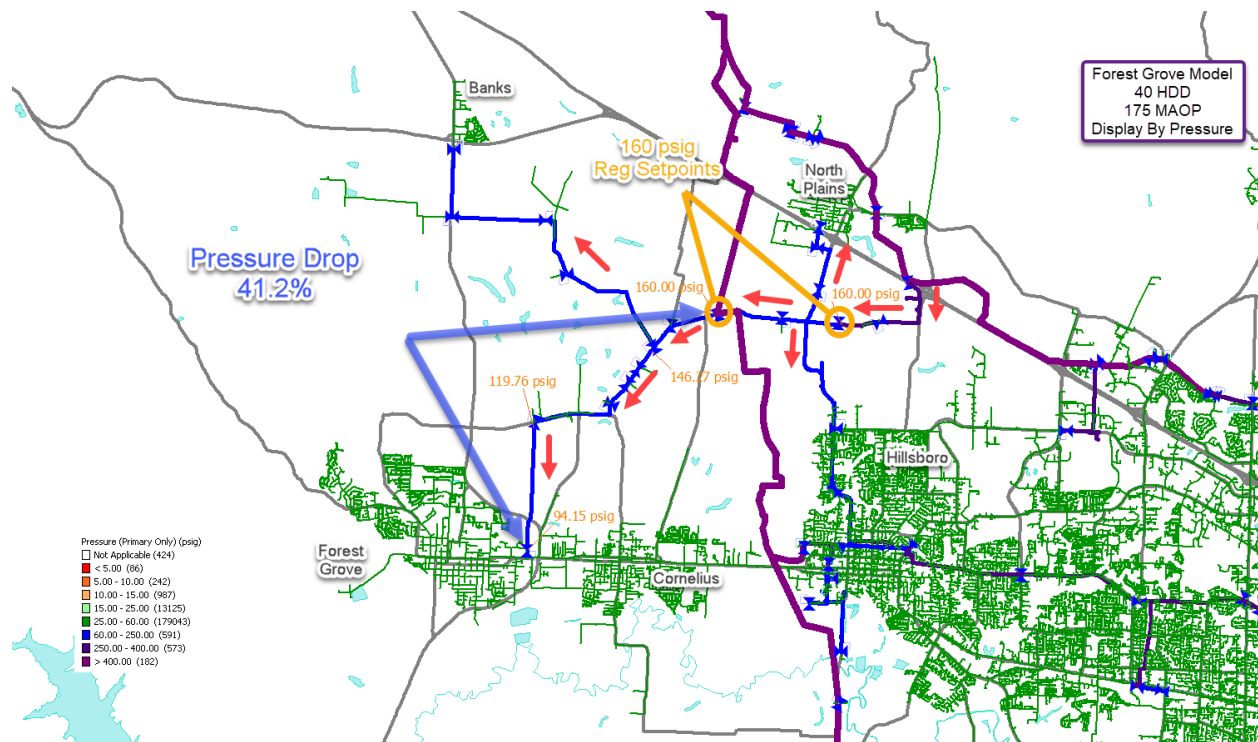 Banks
Forest Grove Model
40 HDD
175 MAOP
Display By Pressure
160 psig
Reg Setpoints
North
Plains
Pressure Drop
41.2%
160.00 psig
160.00 psig
146.27 psig
119.76 psig
Hillsboro
94.15 psig
Forest
Grove
Cornelius
Pressure (Primary Only) (psig)
Not Applicable (424)
< 5.00 (86)
5.00 - 10.00 (242)
10.00 - 15.00 (987)
15.00 - 25.00 (13125)
25.00 - 60.00 (179043)
60.00 - 250.00 (591)
250.00 - 400.00 (573)
> 400.00 (182)